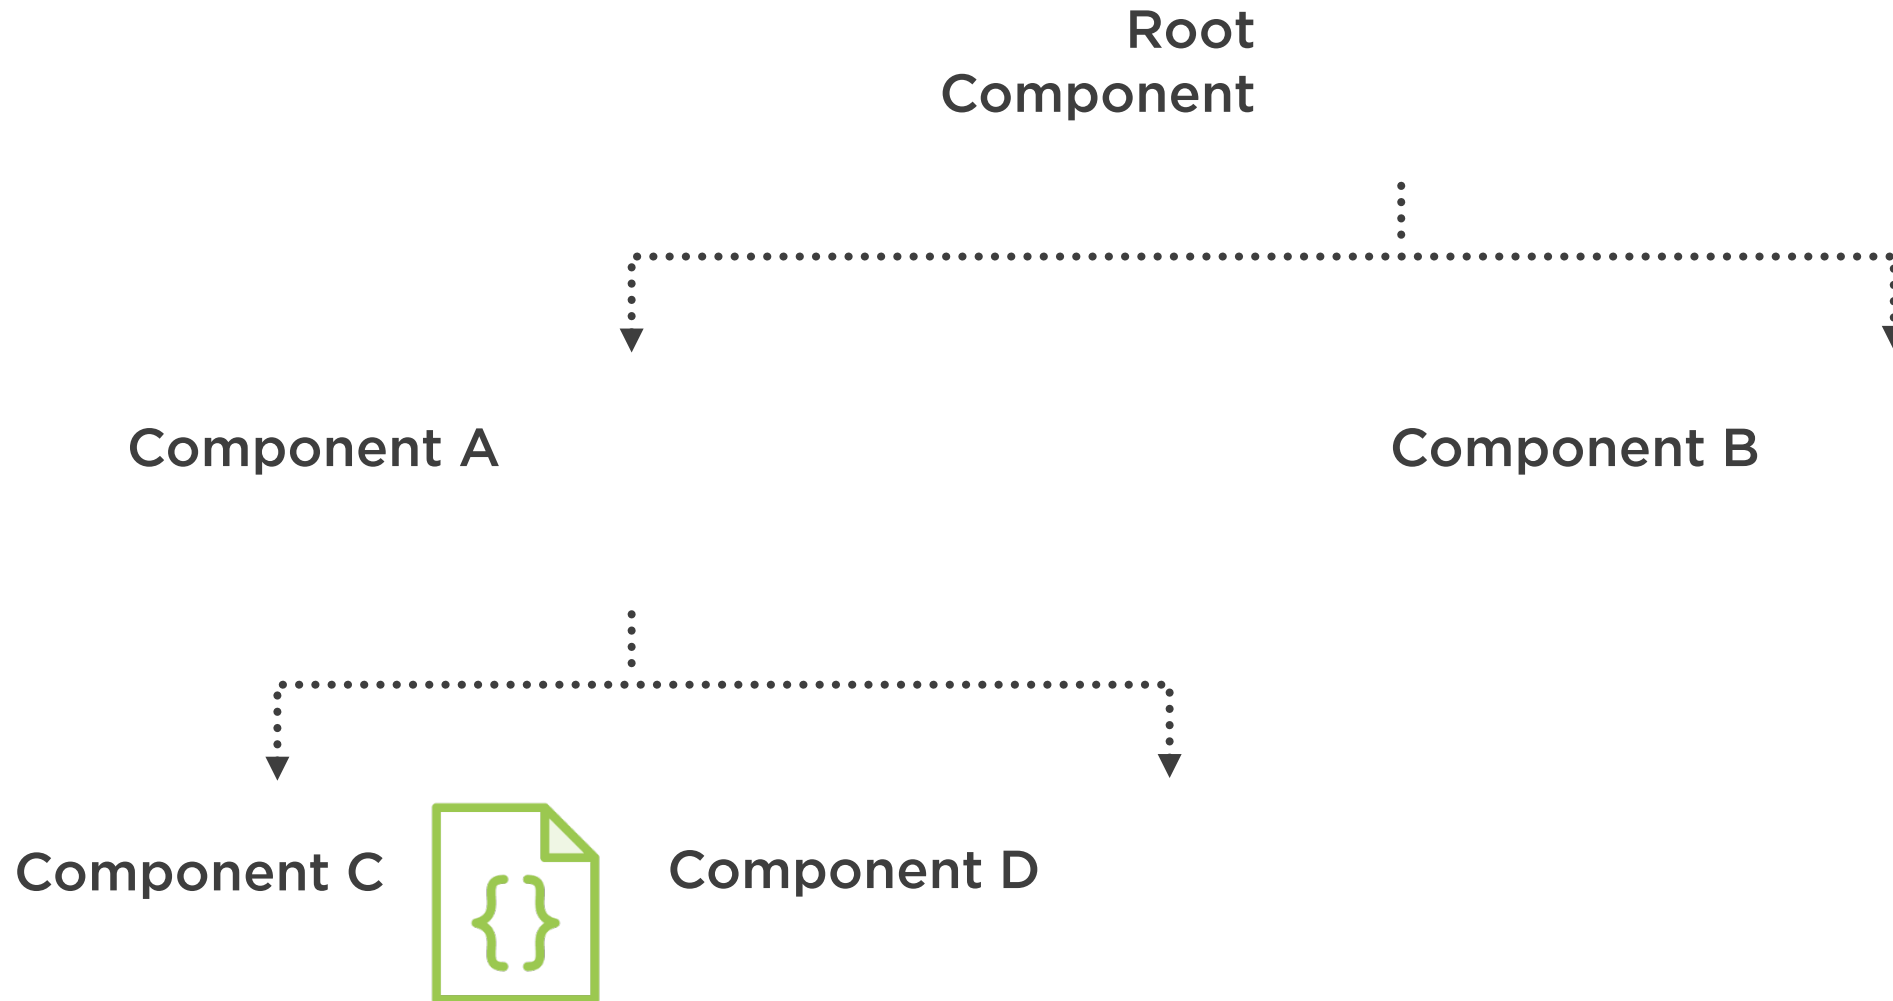 Root
Component
Component A
Component B
Component C
Component D
{}